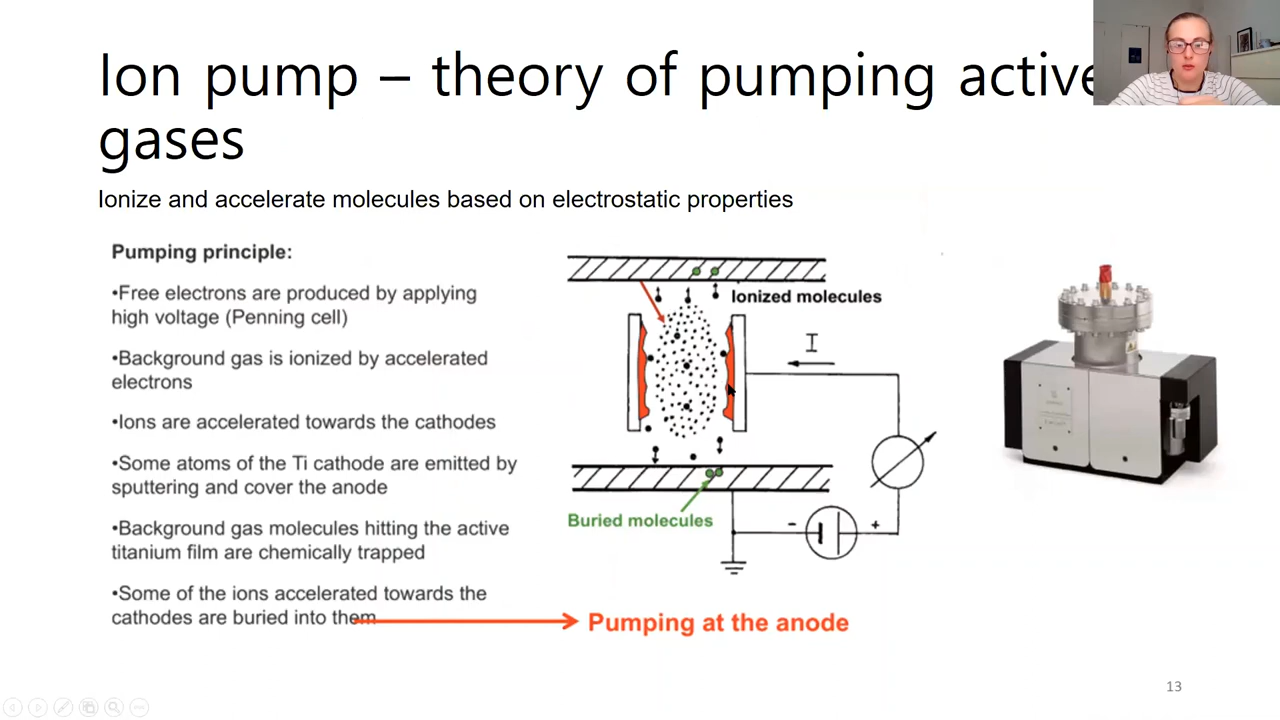 Ion pump – theory of pumping active
gases
Ionize and accelerate molecules based on electrostatic properties
Pumping principle:
•Free electrons are produced by applying
high voltage (Penning cell)
•Background gas is ionized by accelerated
electrons
•Ions are accelerated towards the cathodes
•Some atoms of the Ti cathode are emitted by
sputtering and cover the anode
•Background gas molecules hitting the active
titanium film are chemically trapped
•Some of the ions accelerated towards the
cathodes are buried into them
Ionized molecules
I
Buried molecules
-
+
Pumping at the anode
13